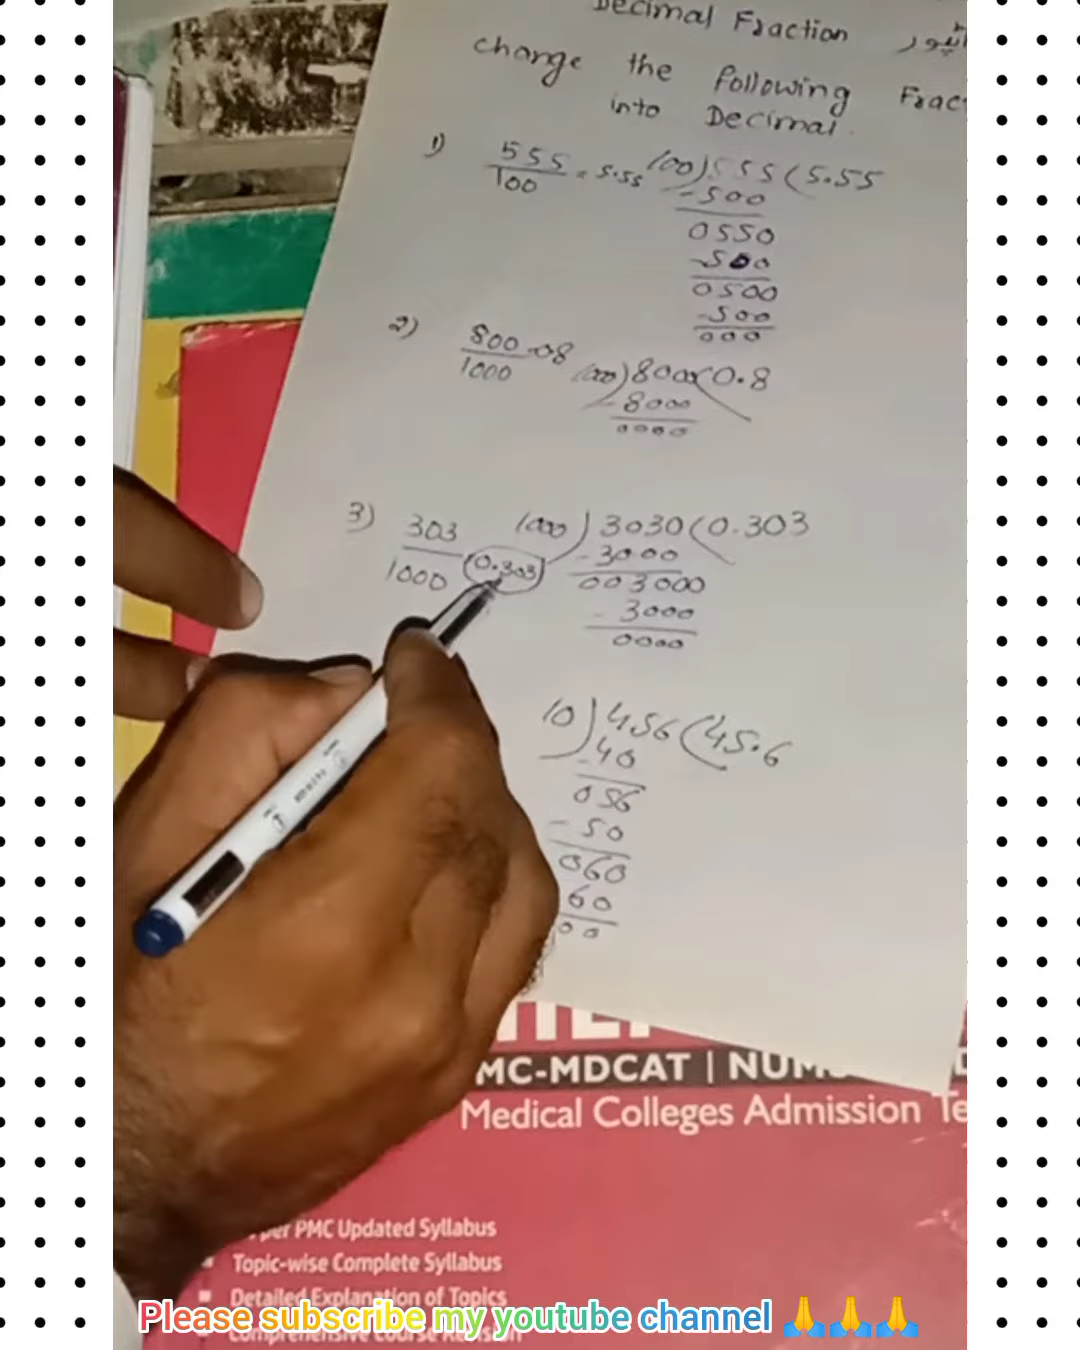 Decimal Fraction
change the following Frac
into Decimal.
1) 555/100 = 5.55 100)555(5.55
-500
0550
-500
0500
-500
000
2) 800/1000 .08 1000)8000(0.8
-8000
0000
3) 303/1000 0.303 1000)3030(0.303
-3000
003000
-3000
0000
10)456(45.6
-40
056
-50
060
60
00
MC-MDCAT | NUM
Medical Colleges Admission Te
per PMC Updated Syllabus
Topic-wise Complete Syllabus
Detailed Explanation of Topics
Please subscribe my youtube channel 🙏🙏🙏